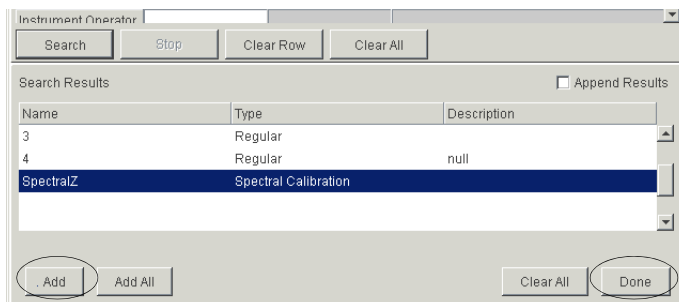 Instrument Operator
Search Stop Clear Row Clear All
Search Results Append Results
Name Type Description
3 Regular
4 Regular null
SpectralZ Spectral Calibration
. Add Add All Clear All Done